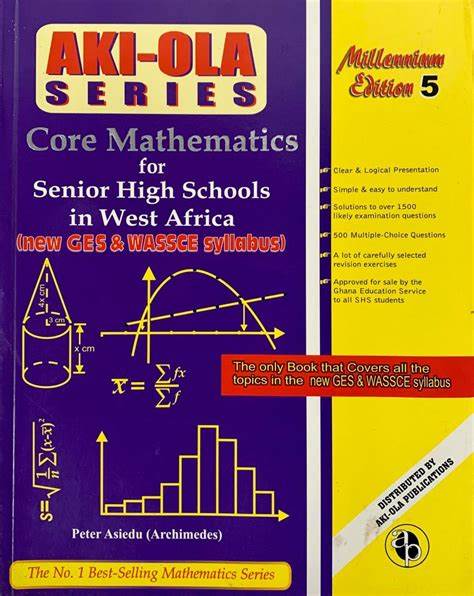 AKI-OLA
SERIES
Millennium
Edition 5
Core Mathematics
for
Senior High Schools
in West Africa
(new GES & WASSCE syllabus)
Clear & Logical Presentation
Simple & easy to understand
Solutions to over 1500
likely examination questions
500 Multiple-Choice Questions
A lot of carefully selected
revision exercises
Approved for sale by the
Ghana Education Service
to all SHS students
4x cm
3 cm
x cm
x̅ = ∑fx / ∑f
The only Book that Covers all the
topics in the new GES & WASSCE syllabus
s=√(1/n ∑(x-x̅)²)
DISTRIBUTED BY
AKI-OLA PUBLICATIONS
Peter Asiedu (Archimedes)
The No. 1 Best-Selling Mathematics Series